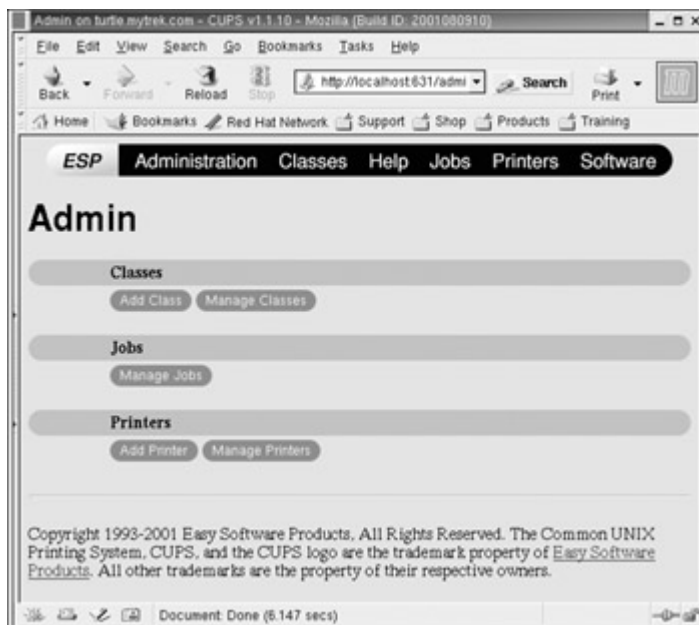 Admin on turtle.mytrek.com - CUPS v1.1.10 - Mozilla {Build ID: 2001080910}
File Edit View Search Go Bookmarks Tasks Help
Back Forward Reload Stop http://localhost:631/admi Search Print
Home Bookmarks Red Hat Network Support Shop Products Training
ESP Administration Classes Help Jobs Printers Software
Admin
Classes
Add Class Manage Classes
Jobs
Manage Jobs
Printers
Add Printer Manage Printers
Copyright 1993-2001 Easy Software Products, All Rights Reserved. The Common UNIX
Printing System, CUPS, and the CUPS logo are the trademark property of Easy Software
Products. All other trademarks are the property of their respective owners.
Document: Done (6.147 secs)